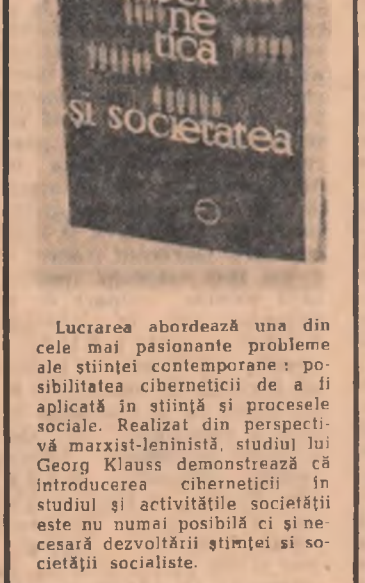 ne
tica
și societatea
Lucrarea abordează una din
cele mai pasionante probleme
ale științei contemporane : po-
sibilitatea ciberneticii de a fi
aplicată în știință și procesele
sociale. Realizat din perspecti-
vă marxist-leninistă, studiul lui
Georg Klauss demonstrează că
introducerea ciberneticii în
studiul și activitățile societății
este nu numai posibilă ci și ne-
cesară dezvoltării științei si so-
cietății socialiste.